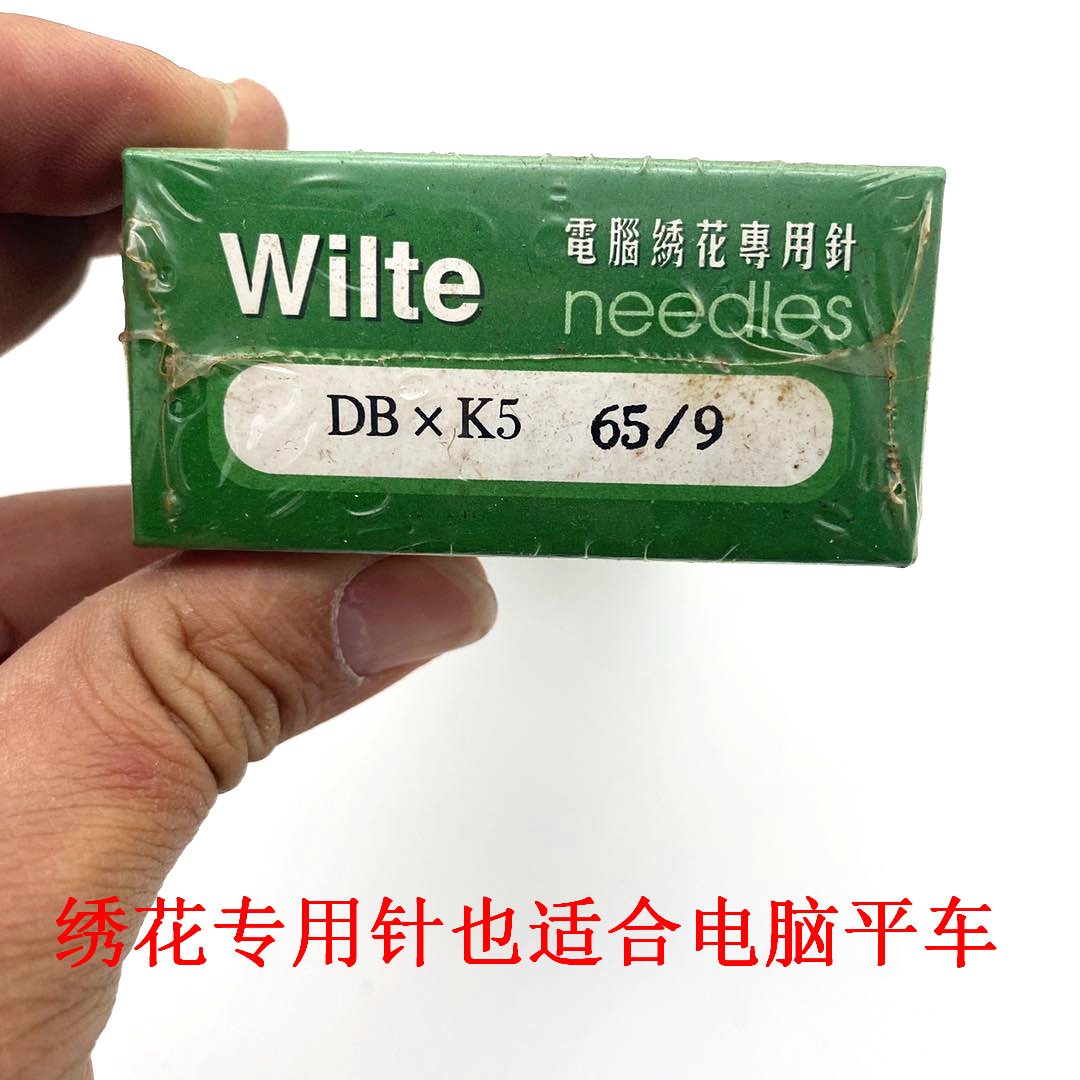 Wilte
電腦綉花專用針
needles
DB × K5 65/9
绣花专用针也适合电脑平车